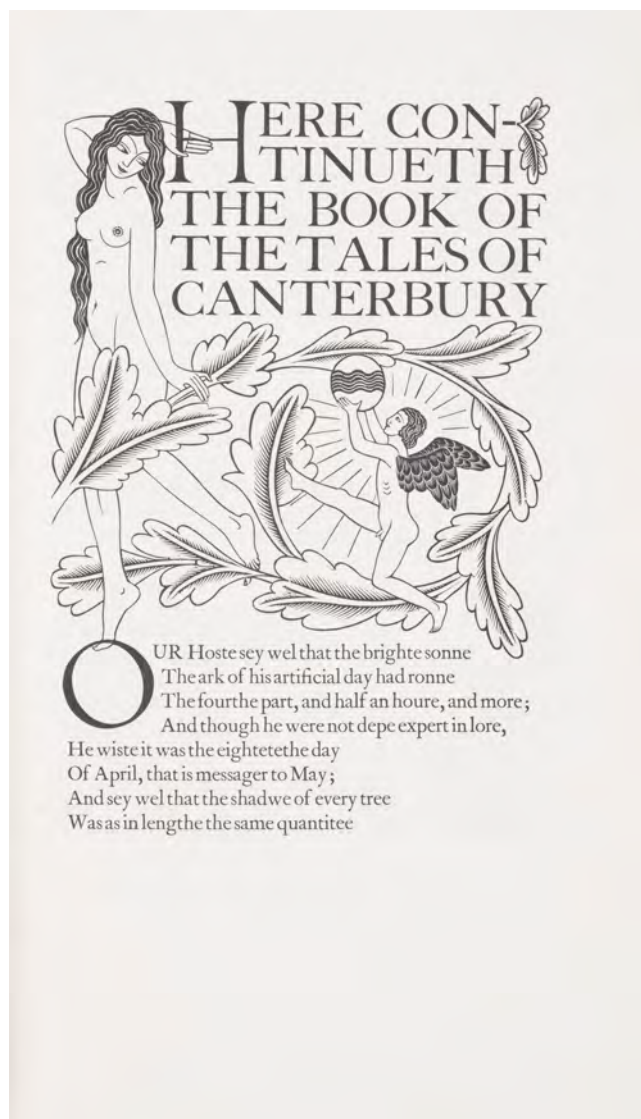 HERE CON-
TINUETH
THE BOOK OF
THE TALES OF
CANTERBURY
OUR Hoste sey wel that the brighte sonne
The ark of his artificial day had ronne
The fourthe part, and half an houre, and more;
And though he were not depe expert in lore,
He wiste it was the eightetethe day
Of April, that is messager to May;
And sey wel that the shadwe of every tree
Was as in lengthe the same quantitee